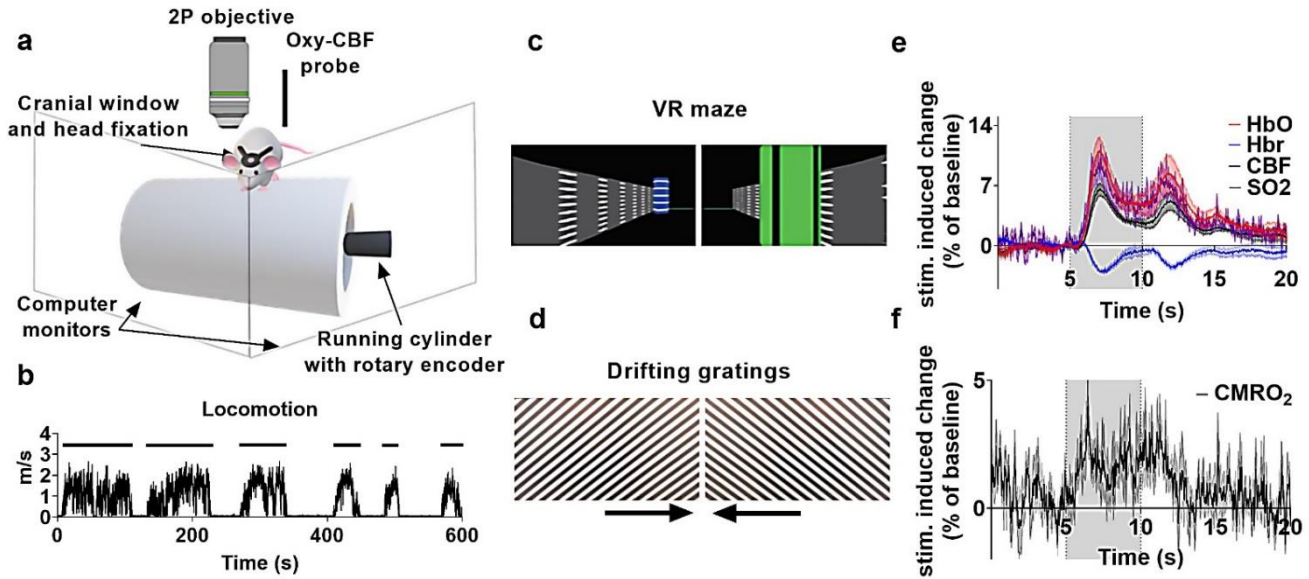 a
2P objective
Oxy-CBF
probe
Cranial window
and head fixation
Computer
monitors
Running cylinder
with rotary encoder
b
Locomotion
m/s
4
3
2
1
0
0 200 400 600
Time (s)
c
VR maze
d
Drifting gratings
e
stim. induced change
(% of baseline)
14
7
0
5 10 15 20
Time (s)
HbO
Hbr
CBF
SO2
f
stim. induced change
(% of baseline)
5
0
5 10 15 20
Time (s)
CMRO₂